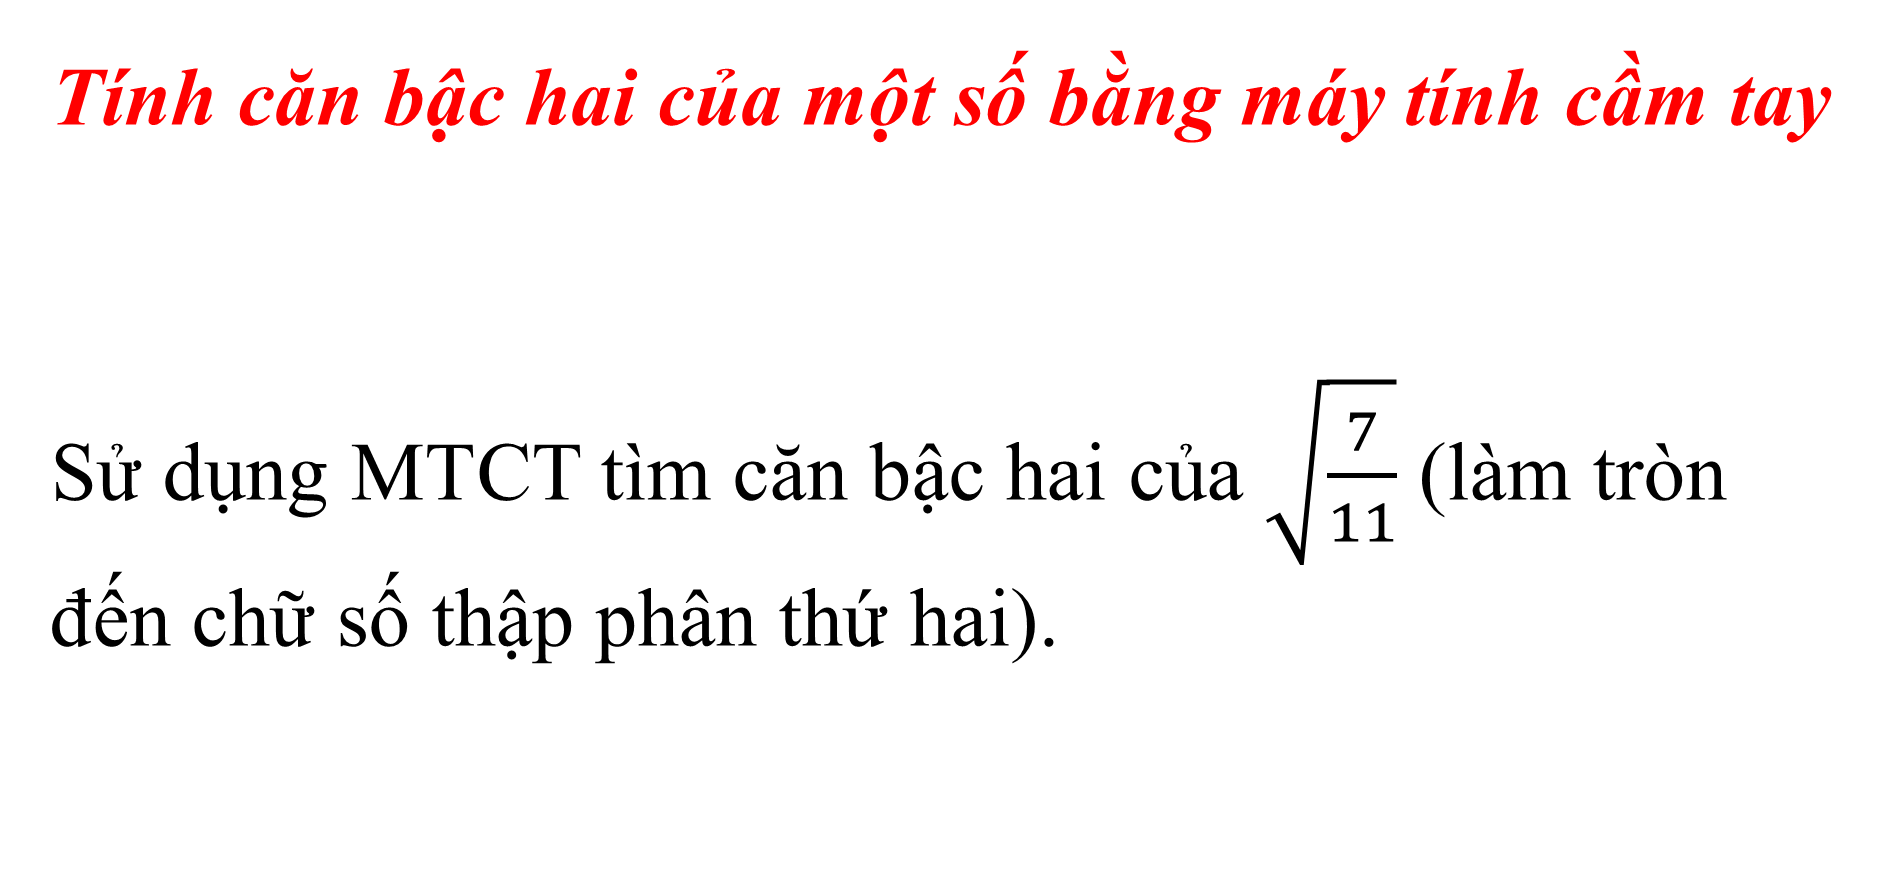 Tính căn bậc hai của một số bằng máy tính cầm tay
Sử dụng MTCT tìm căn bậc hai của √(7/11) (làm tròn
đến chữ số thập phân thứ hai).